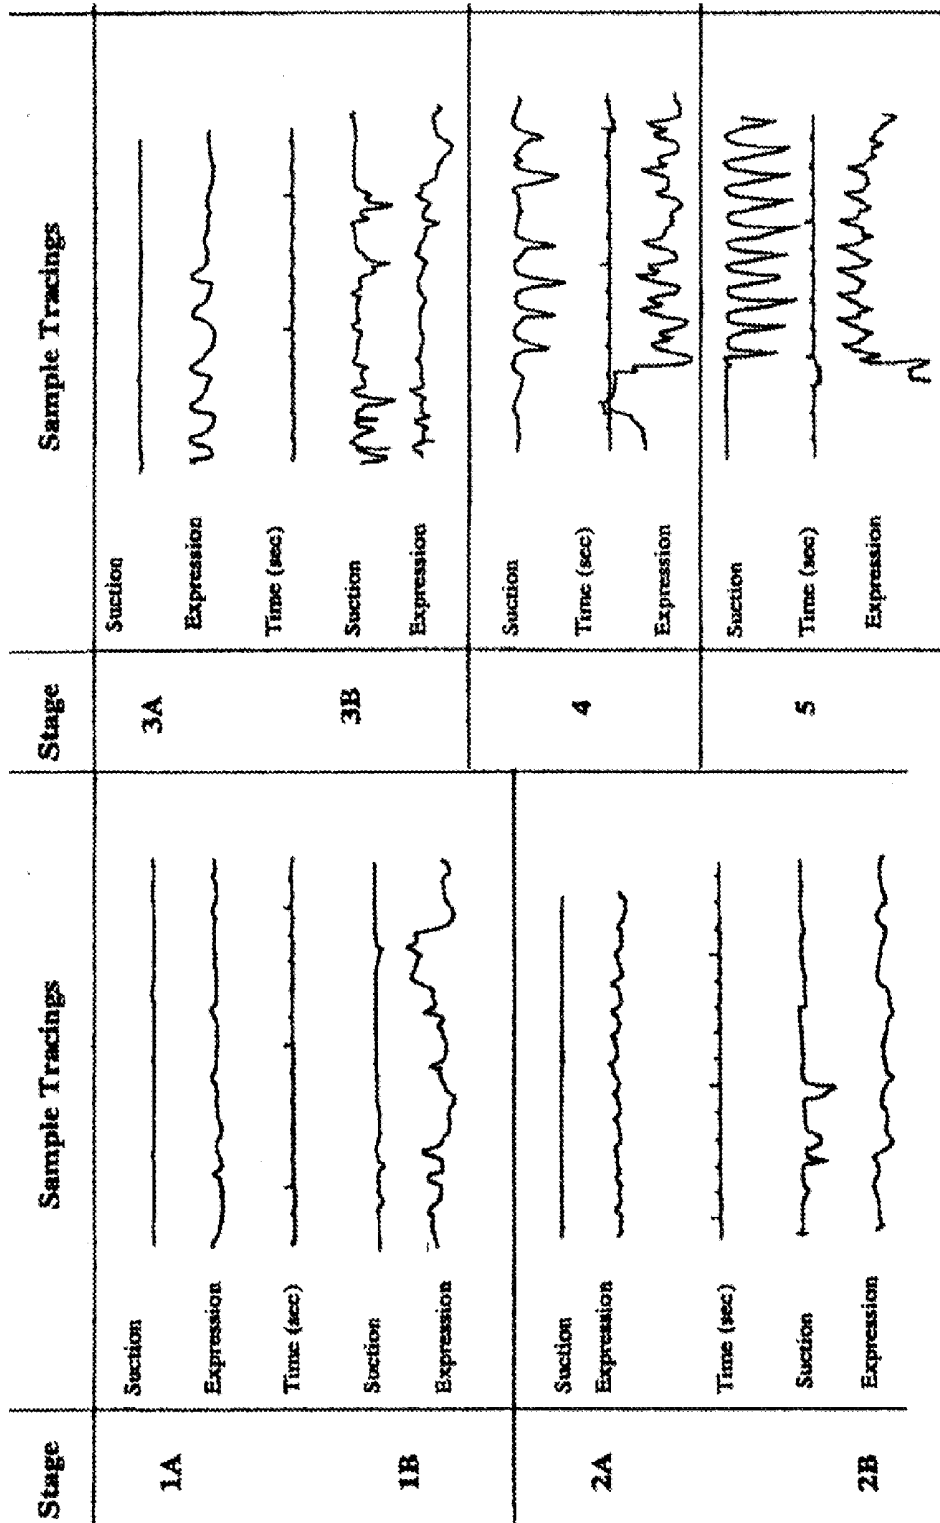 Stage
Sample Tracings
Stage
Sample Tracings
1A
Suction
Expression
Time (sec)
1B
Suction
Expression
2A
Suction
Expression
Time (sec)
2B
Suction
Expression
3A
Suction
Expression
Time (sec)
3B
Suction
Expression
4
Suction
Time (sec)
Expression
5
Suction
Time (sec)
Expression